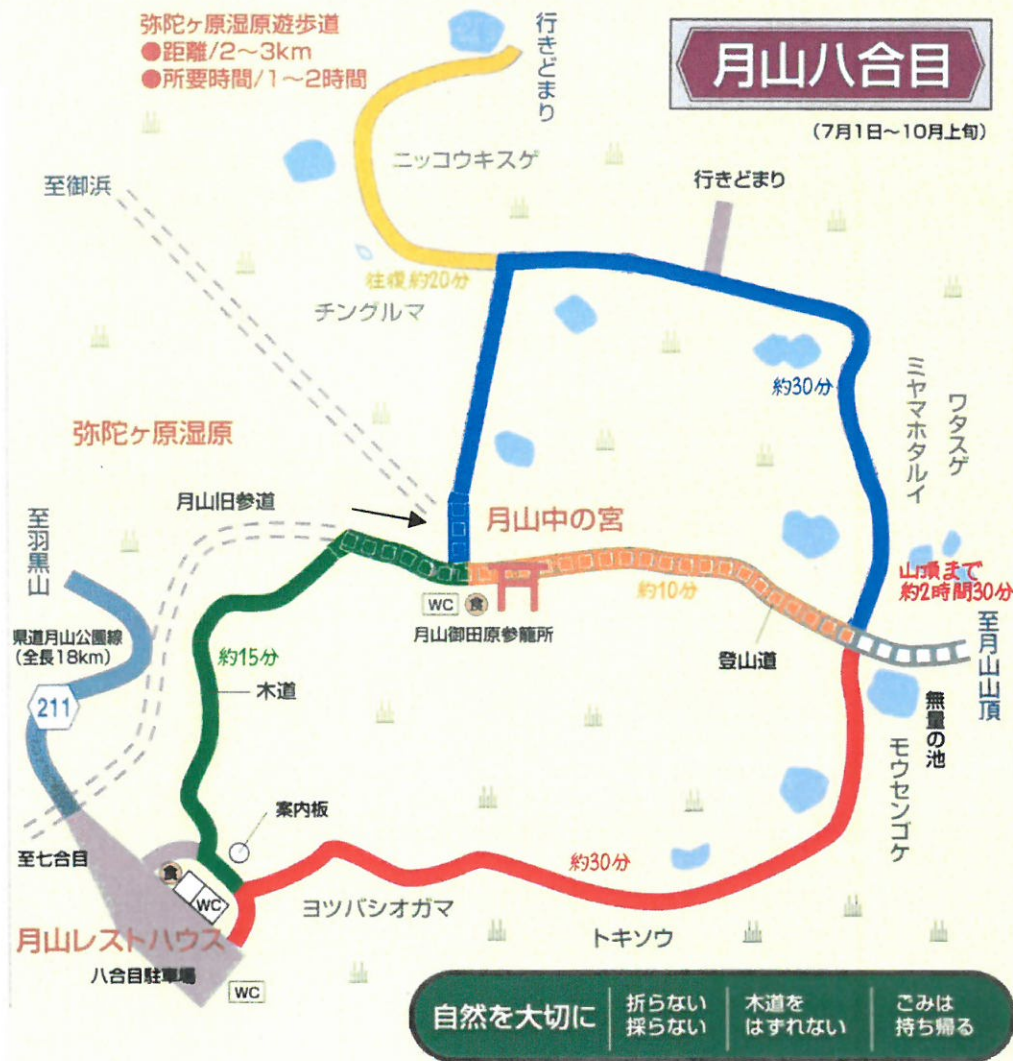 弥陀ヶ原湿原遊歩道
●距離/2～3km
●所要時間/1～2時間
行きどまり
月山八合目
(7月1日～10月上旬)
ニッコウキスゲ
至御浜
行きどまり
往復約20分
チングルマ
約30分
ミヤマホタルイ
ワタスゲ
弥陀ヶ原湿原
月山旧参道
月山中の宮
至羽黒山
山頂まで
約2時間30分
約10分
WC
食
月山御田原参籠所
至月山山頂
県道月山公園線
(全長18km)
約15分
登山道
木道
211
無量の池
モウセンゴケ
案内板
至七合目
約30分
食
WC
ヨツバシオガマ
月山レストハウス
トキソウ
八合目駐車場
WC
自然を大切に
折らない
採らない
木道を
はずれない
ごみは
持ち帰る